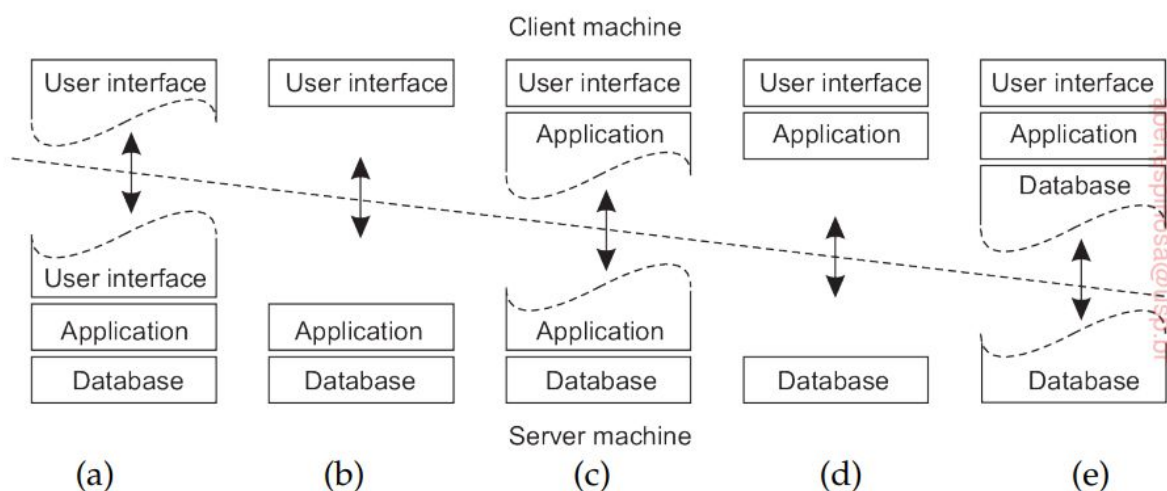 Client machine
User interface
User interface
User interface
User interface
User interface
Application
Application
Application
Database
User interface
Application
Application
Application
Database
Database
Database
Database
Database
Server machine
(a)
(b)
(c)
(d)
(e)